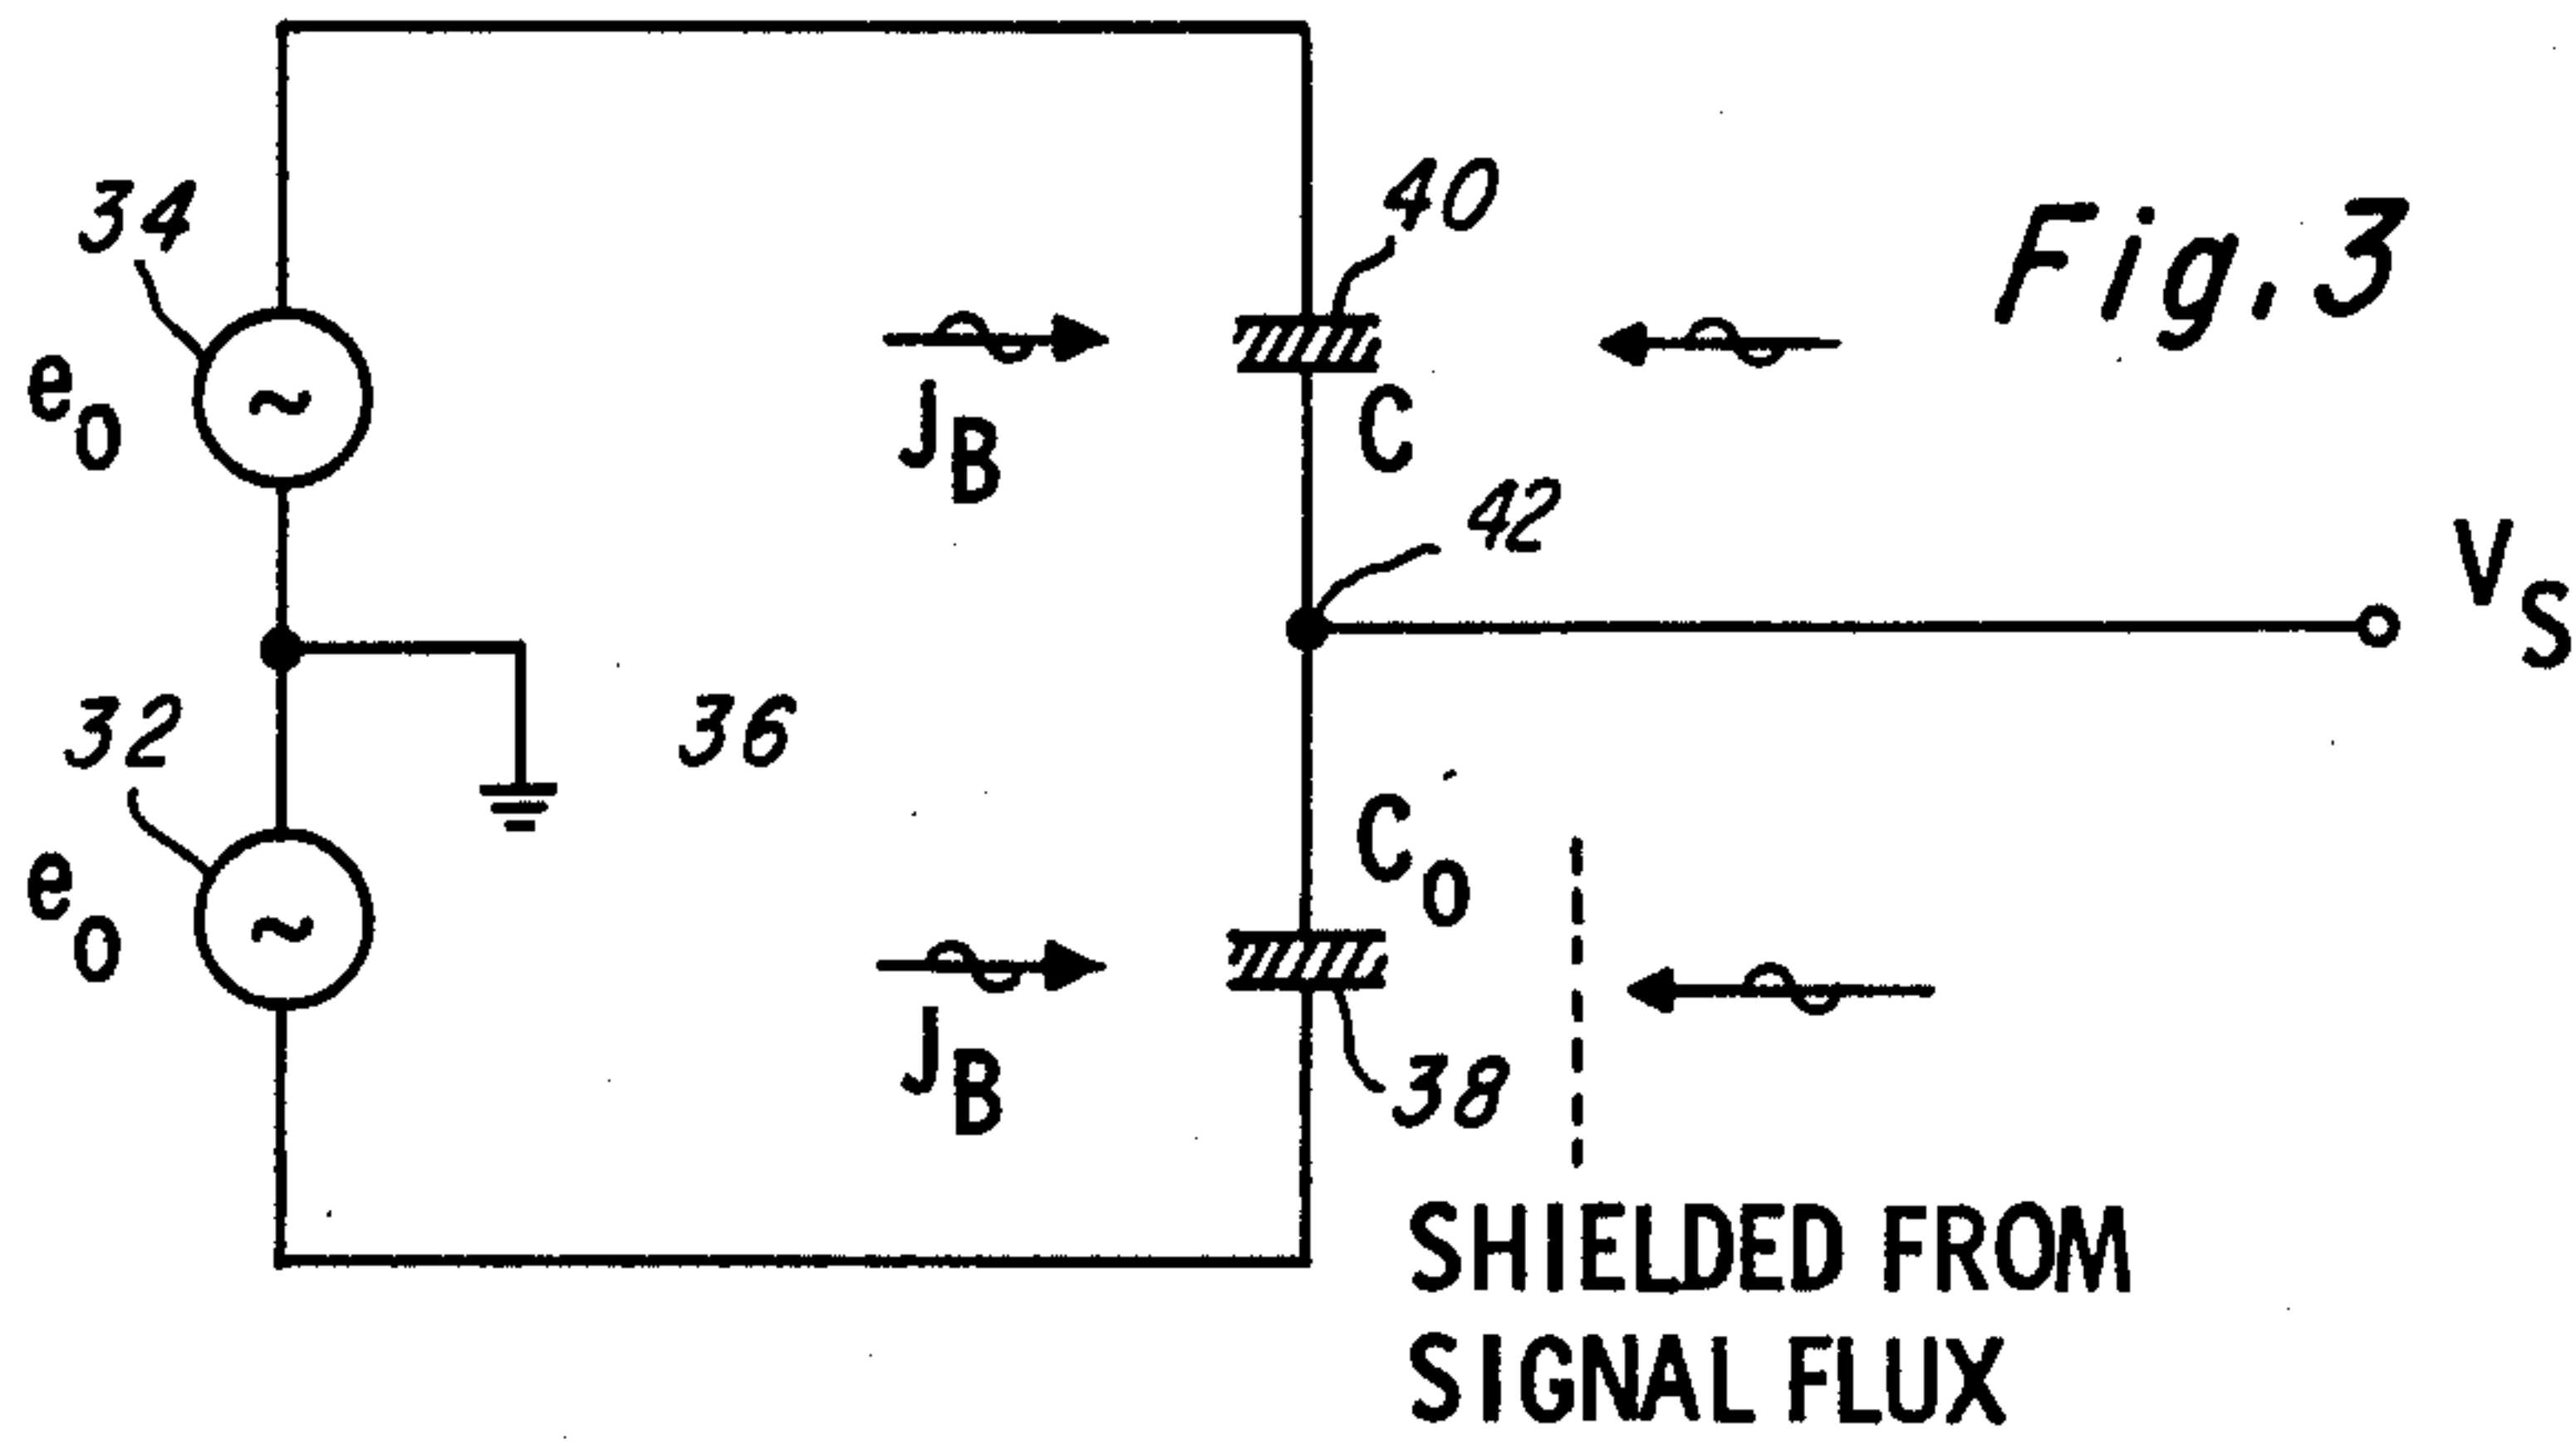 Fig. 3
34
40
e0
JB
C
42
VS
32
36
e0
C0
JB
38
SHIELDED FROM
SIGNAL FLUX